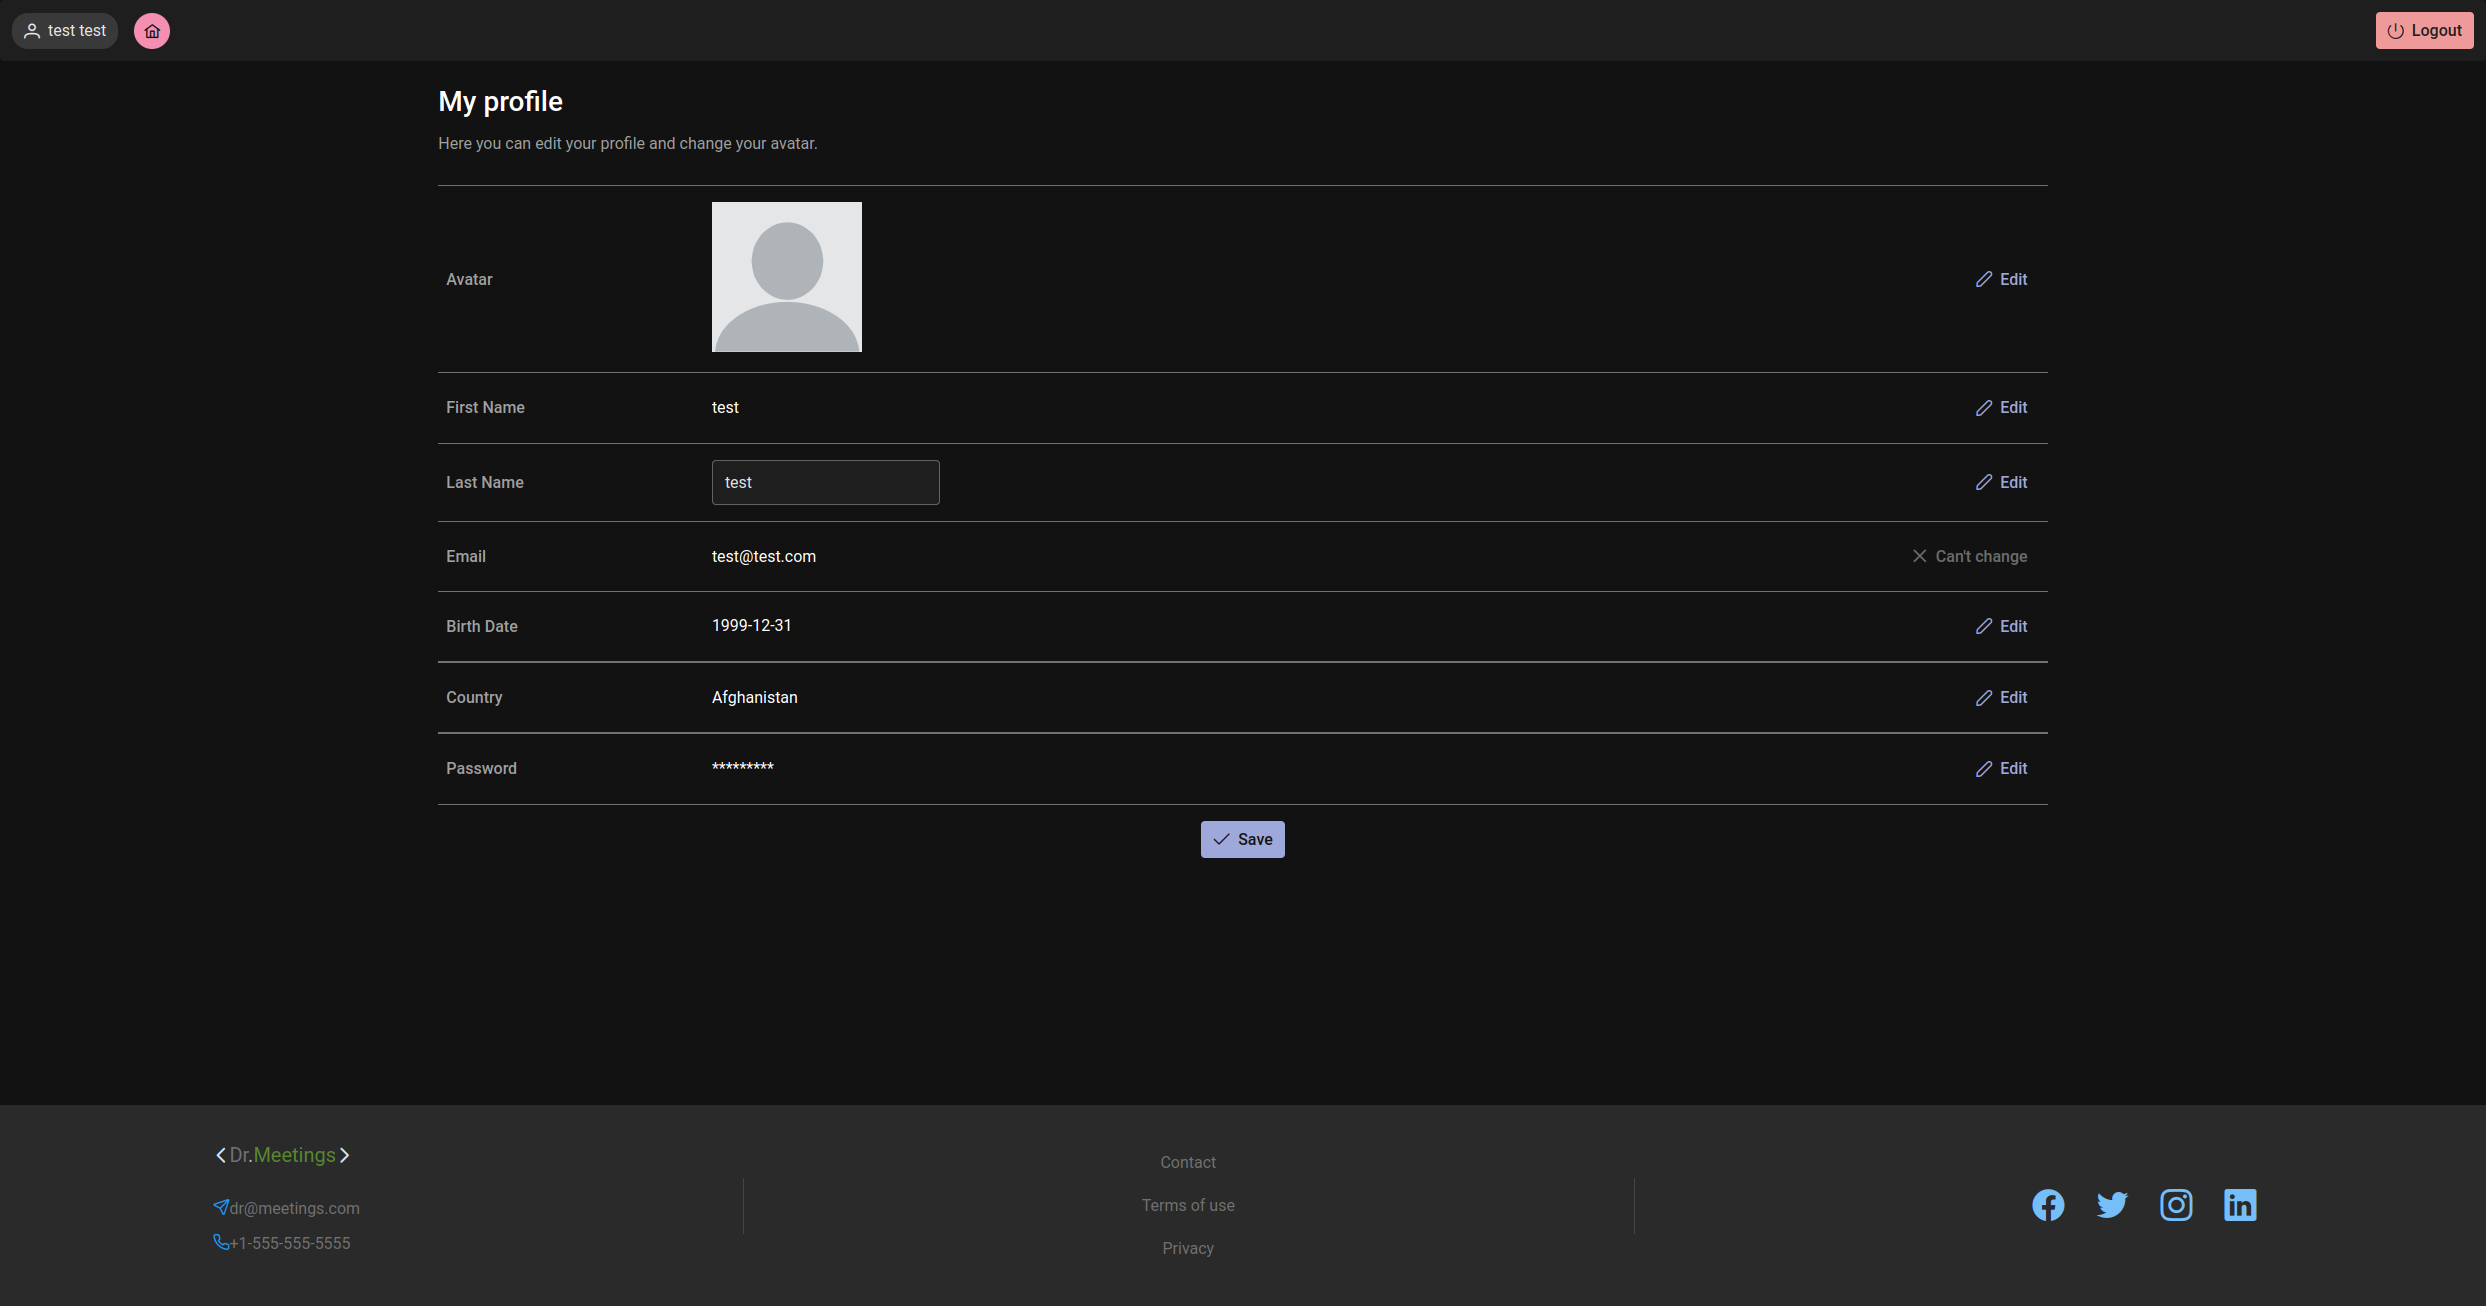 test test
Logout
My profile
Here you can edit your profile and change your avatar.
Avatar
Edit
First Name test Edit
Last Name test Edit
Email test@test.com Can't change
Birth Date 1999-12-31 Edit
Country Afghanistan Edit
Password ********* Edit
Save
Dr.Meetings
dr@meetings.com
+1-555-555-5555
Contact
Terms of use
Privacy